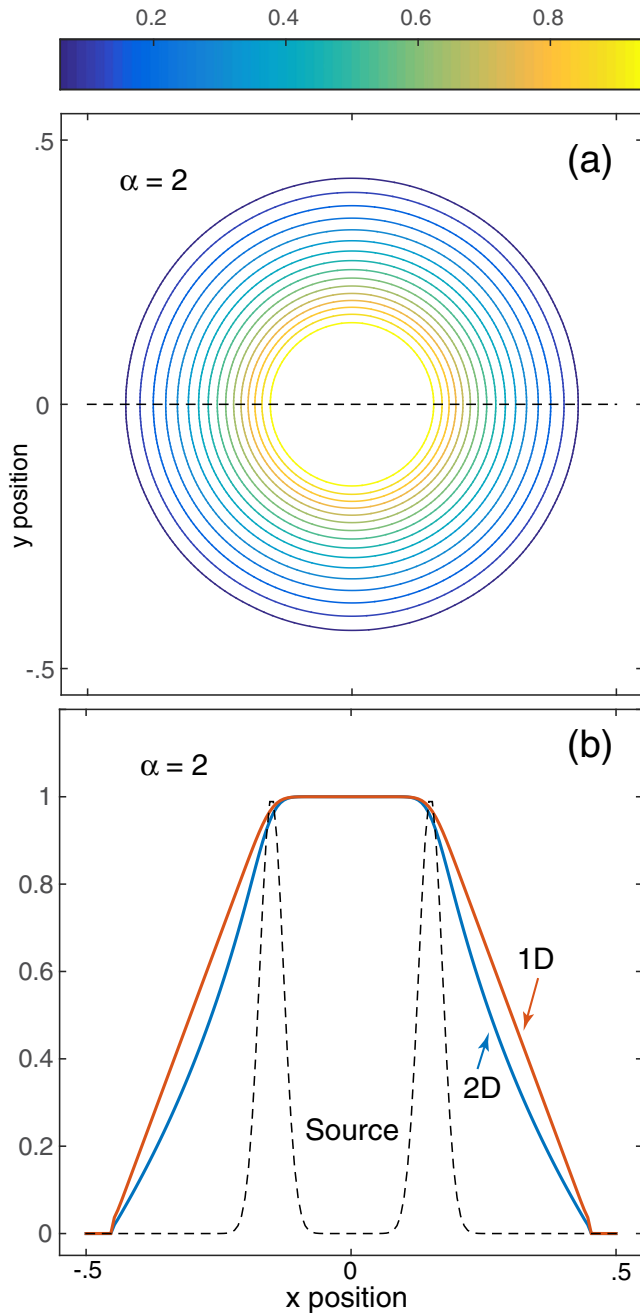 0.2 0.4 0.6 0.8
(a)
α = 2
.5
0
-.5
y position
(b)
α = 2
1
0.8
0.6
0.4
0.2
0
1D
2D
Source
-.5 0 .5
x position